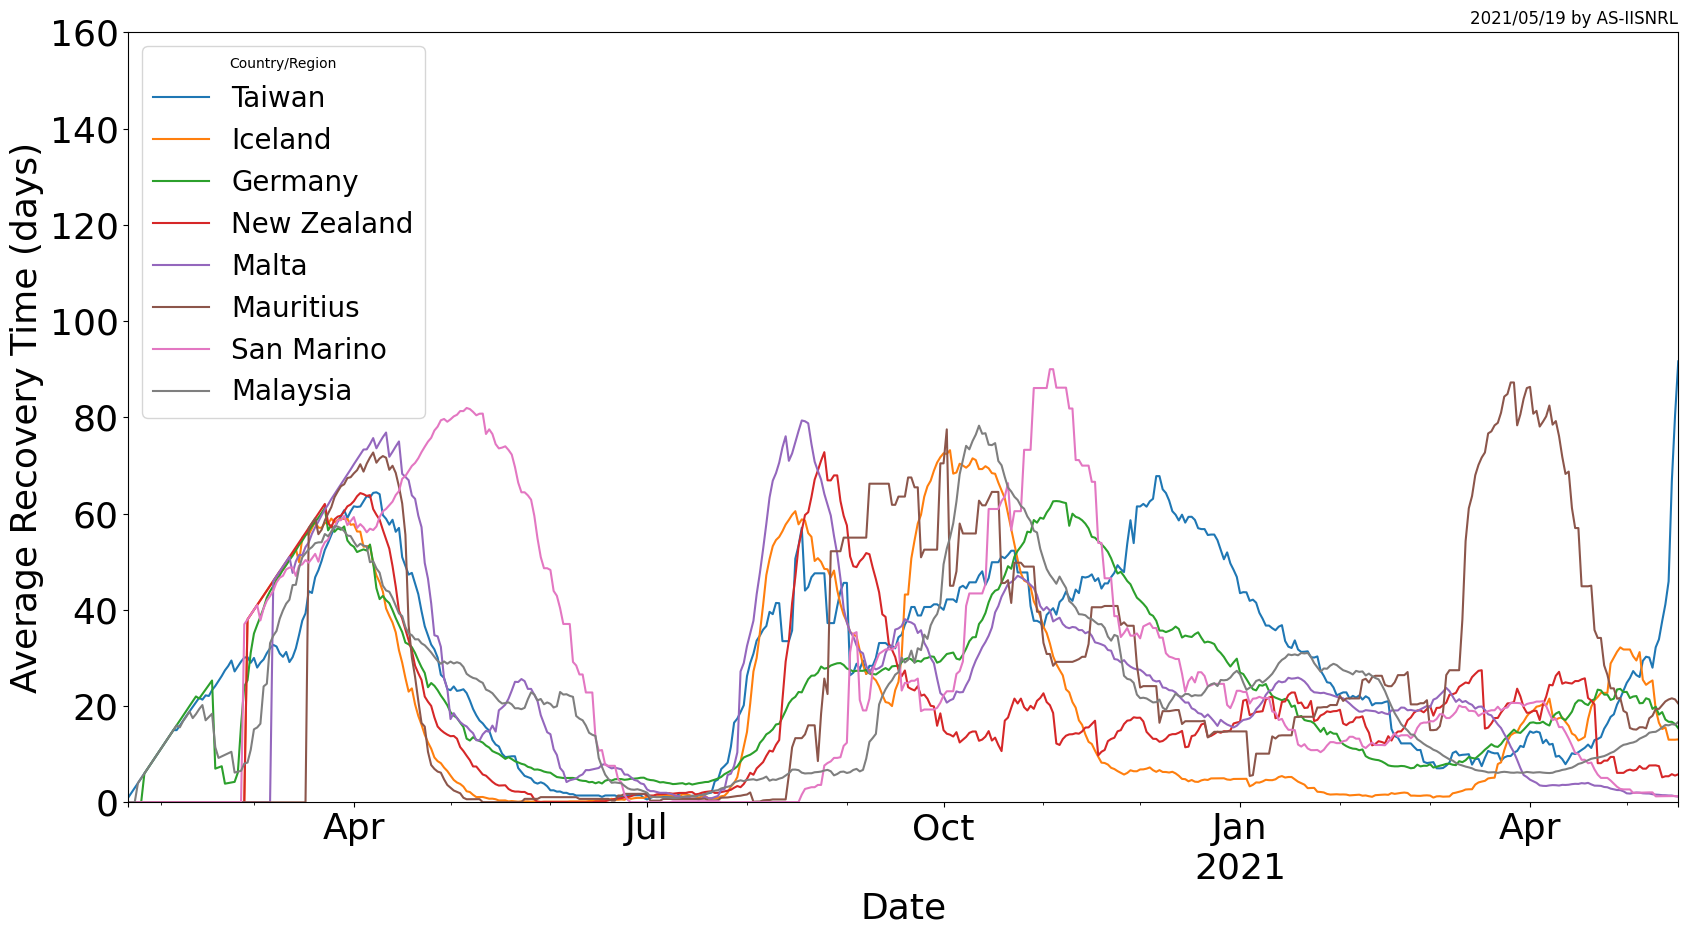 2021/05/19 by AS-IISNRL
Average Recovery Time (days)
160
140
120
100
80
60
40
20
0
Country/Region
Taiwan
Iceland
Germany
New Zealand
Malta
Mauritius
San Marino
Malaysia
Apr
Jul
Oct
Jan
2021
Apr
Date